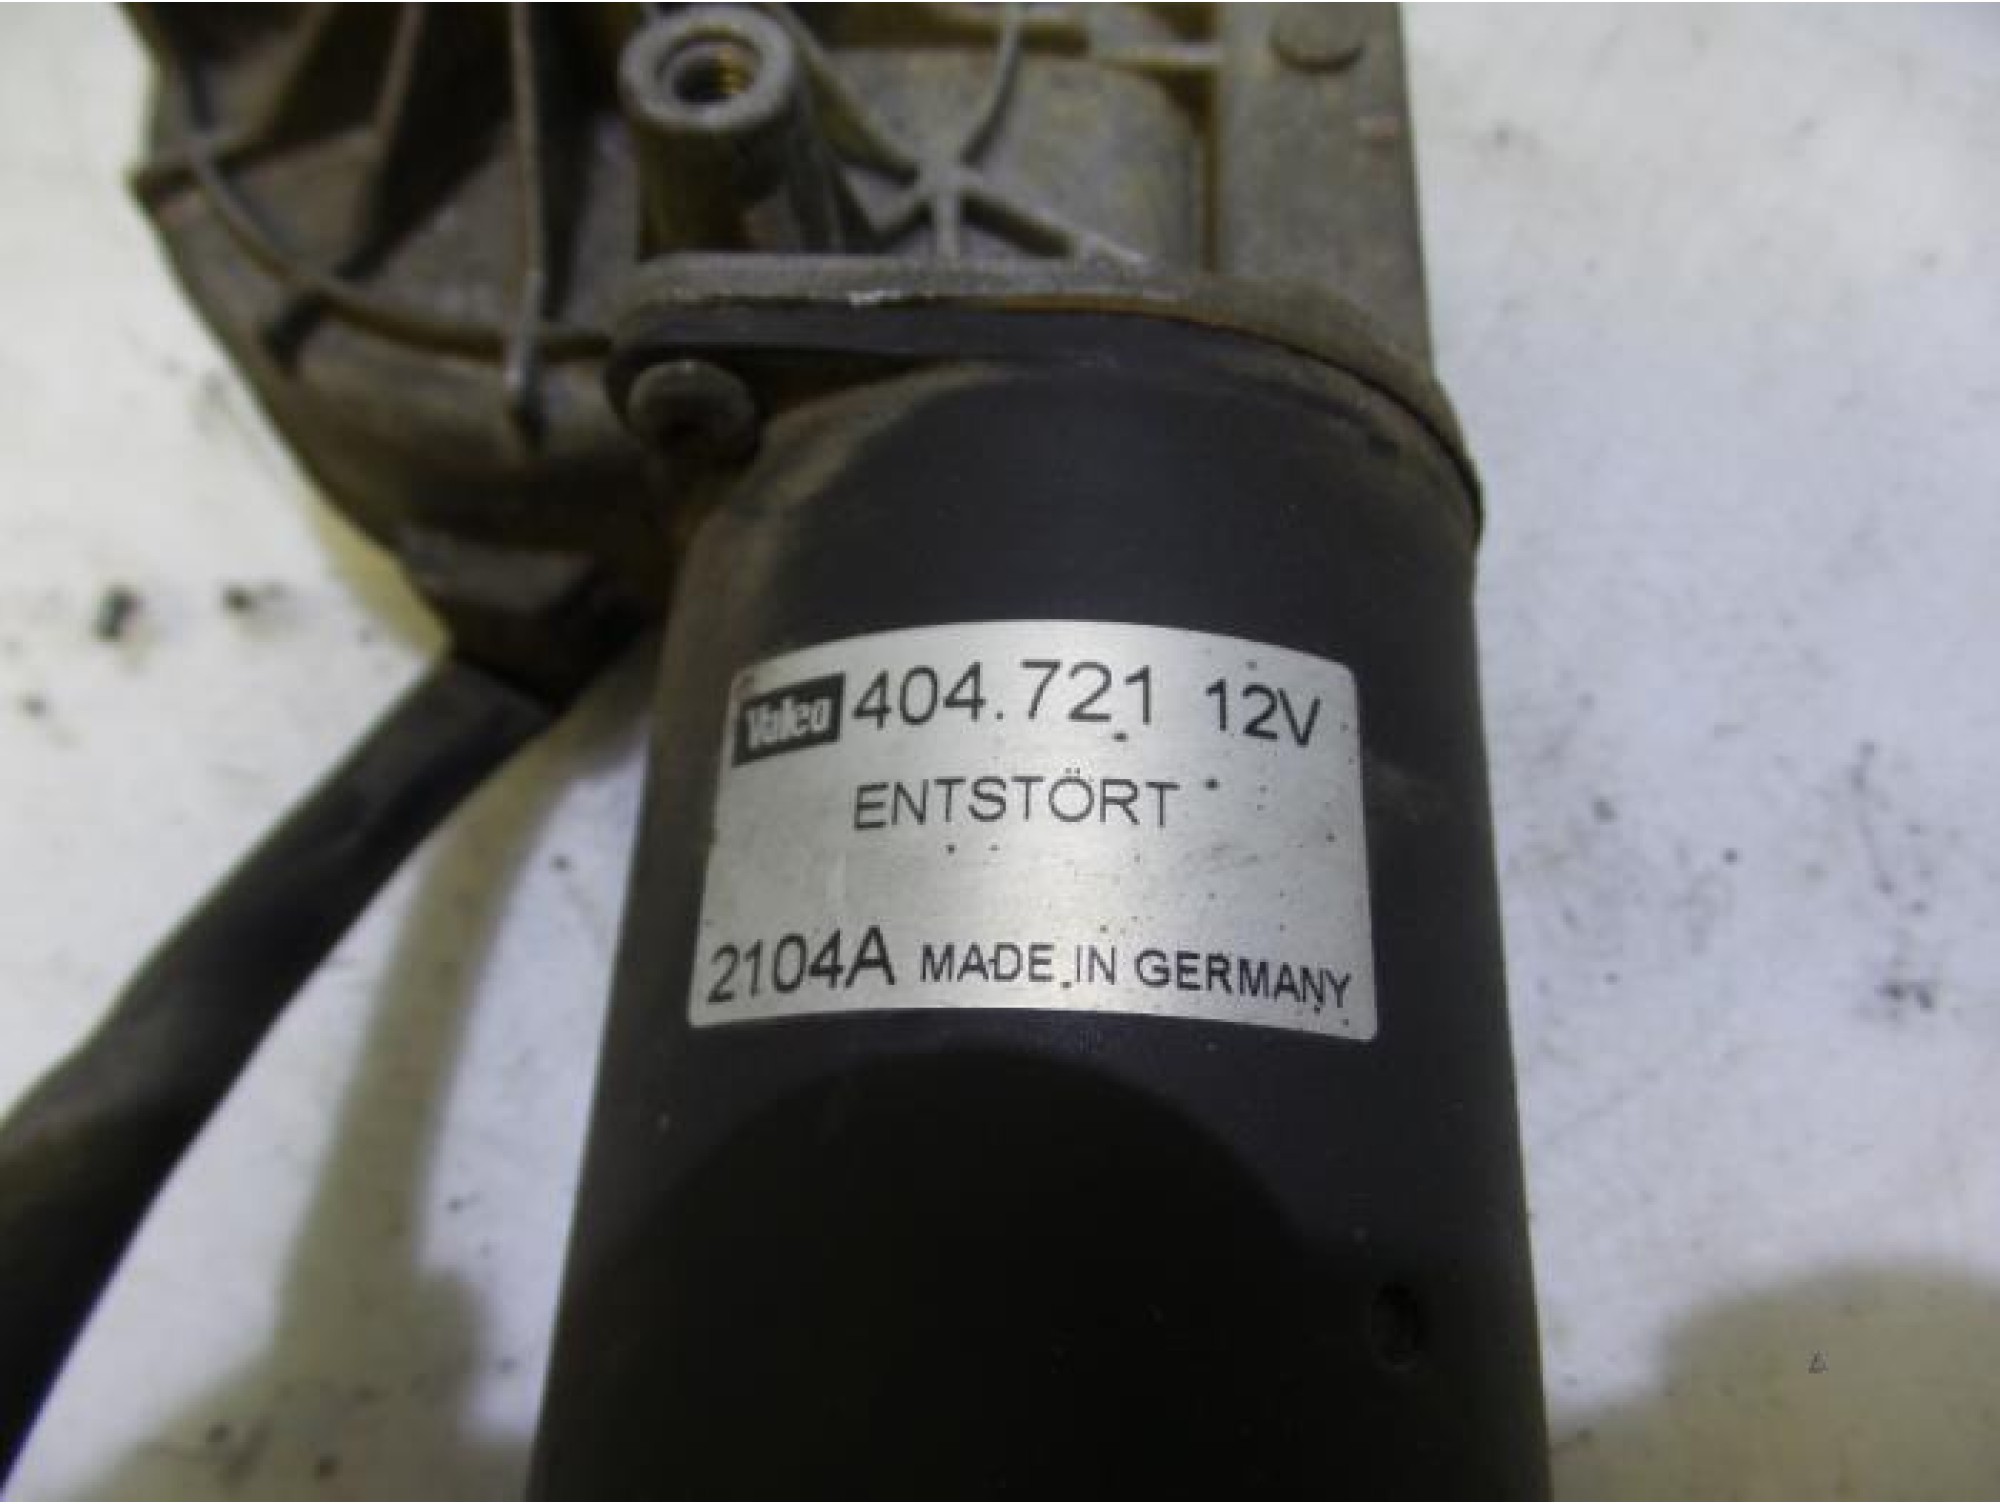 Valeo 404.721 12V
ENTSTÖRT
2104A MADE IN GERMANY